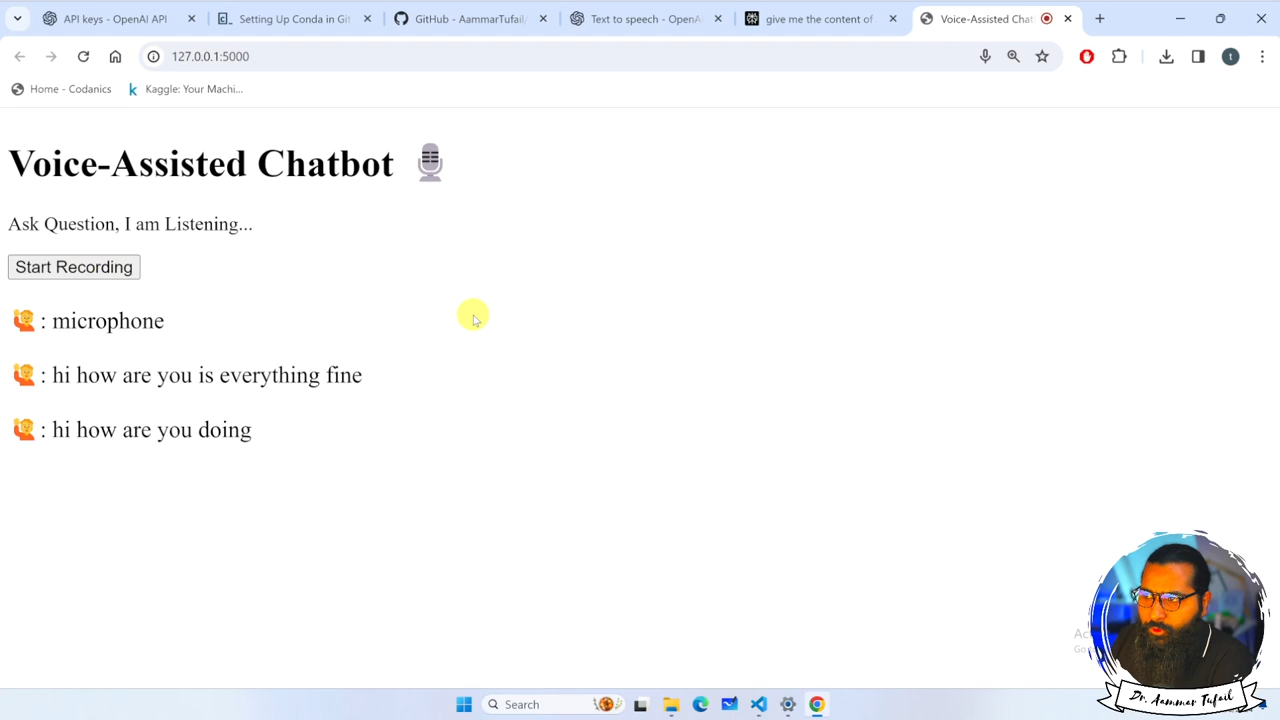 API keys - OpenAI API
Setting Up Conda in Git
GitHub - AammarTufail/
Text to speech - OpenAI
give me the content of
Voice-Assisted Chat
127.0.0.1:5000
Home - Codanics
Kaggle: Your Machi...
t
Voice-Assisted Chatbot
Ask Question, I am Listening...
Start Recording
: microphone
: hi how are you is everything fine
: hi how are you doing
Dr. Aammar Tufail
Search